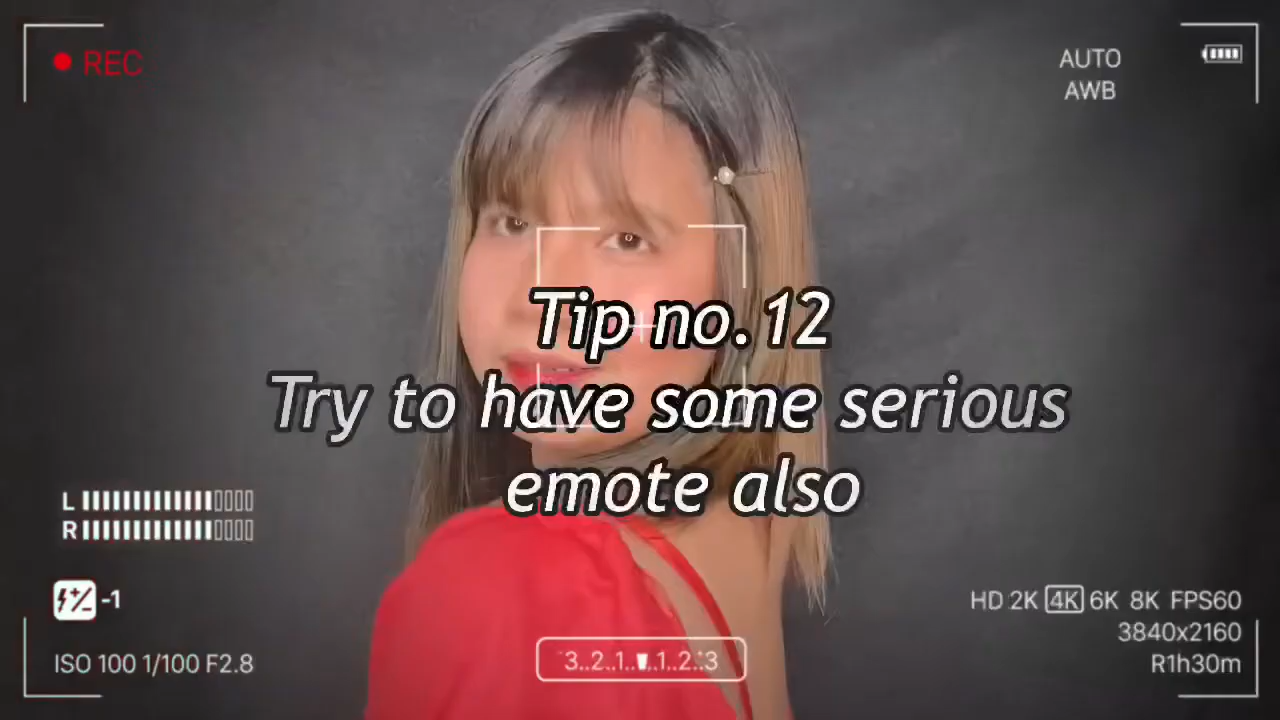 REC
AUTO
AWB
Tip no.12
Try to have some serious
emote also
L
R
-1
HD 2K 4K 6K 8K FPS60
3840x2160
ISO 100 1/100 F2.8
3..2..1..1..2..3
R1h30m